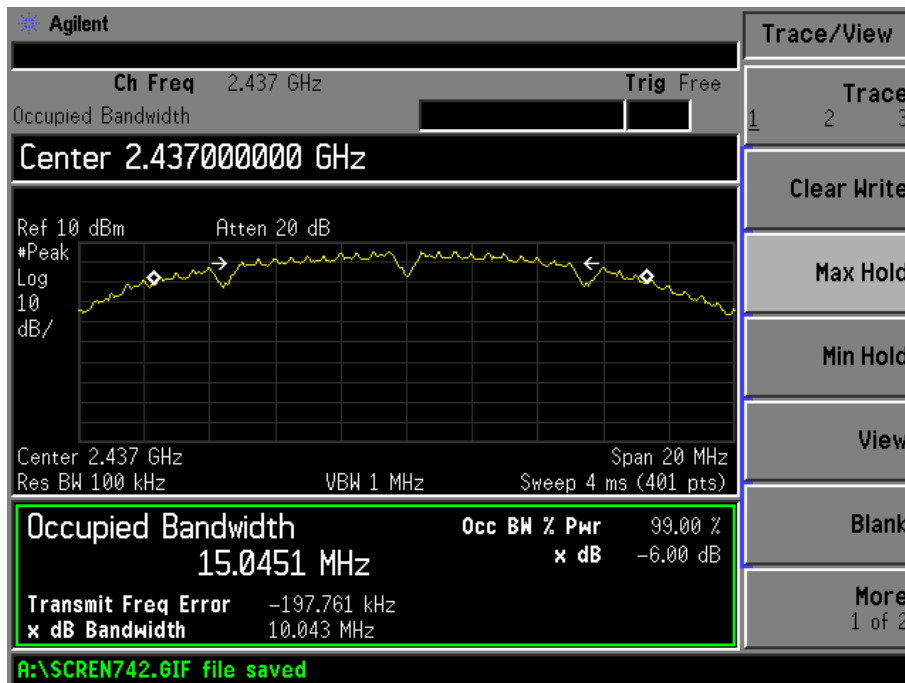 Agilent
Trace/View
Ch Freq 2.437 GHz Trig Free
Occupied Bandwidth
Center 2.437000000 GHz
Ref 10 dBm Atten 20 dB
#Peak
Log
10
dB/
Center 2.437 GHz Span 20 MHz
Res BW 100 kHz VBW 1 MHz Sweep 4 ms (401 pts)
Occupied Bandwidth
15.0451 MHz
Occ BW % Pwr 99.00 %
x dB -6.00 dB
Transmit Freq Error -197.761 kHz
x dB Bandwidth 10.043 MHz
A:\SCREN742.GIF file saved
Trace
1 2 3
Clear Write
Max Hold
Min Hold
View
Blank
More
1 of 2